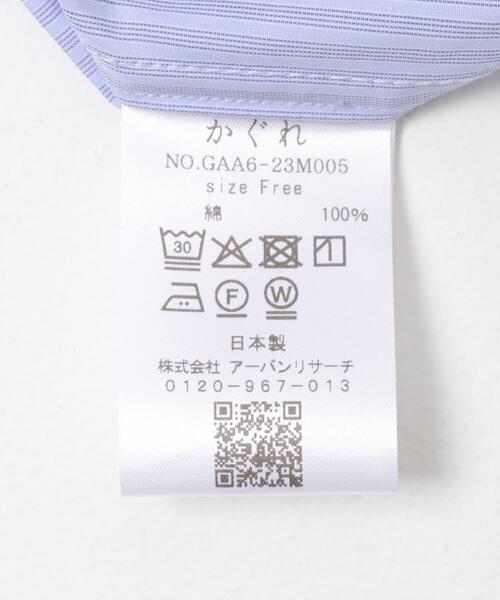 かぐれ
NO.GAA6-23M005
size Free
綿 100%
30
F W
日本製
株式会社 アーバンリサーチ
0120-967-013